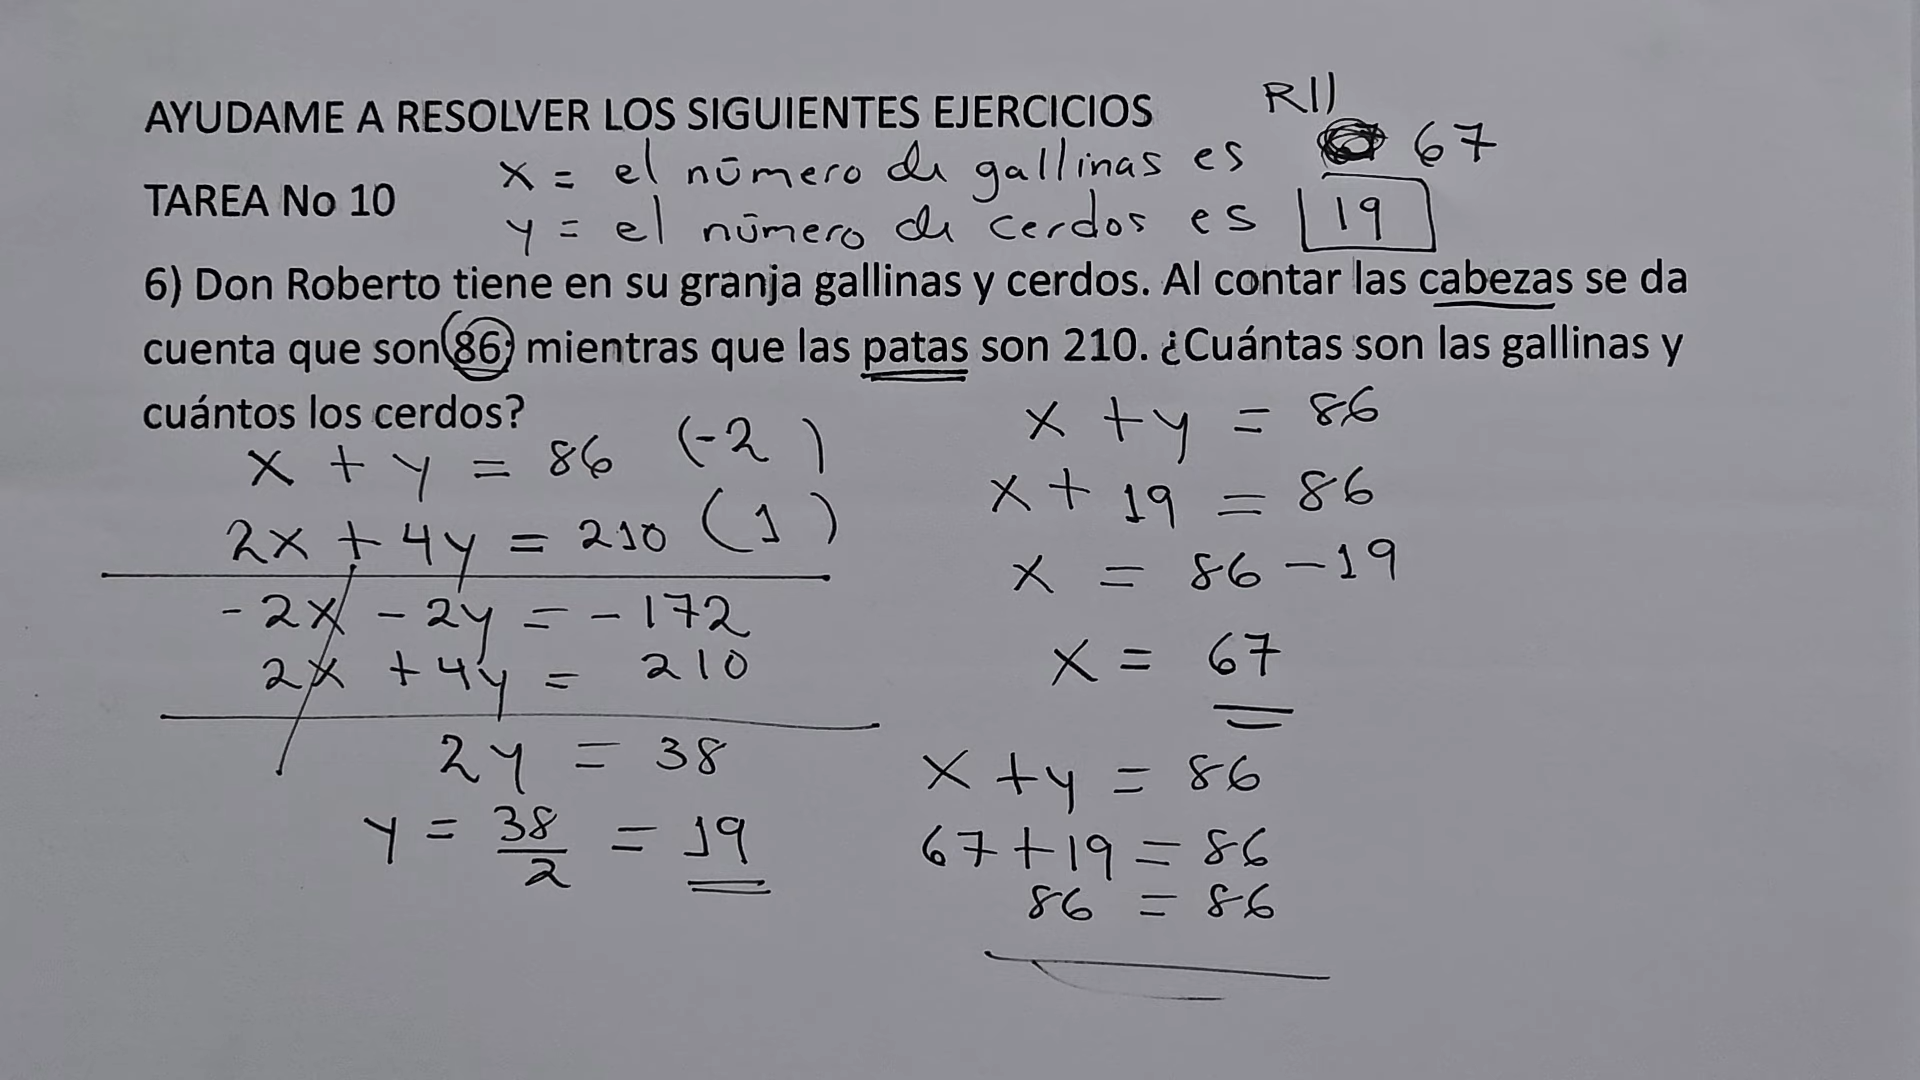 AYUDAME A RESOLVER LOS SIGUIENTES EJERCICIOS
R//
x = el número de gallinas es 67
TAREA No 10
y = el número de cerdos es 19
6) Don Roberto tiene en su granja gallinas y cerdos. Al contar las cabezas se da
cuenta que son 86; mientras que las patas son 210. ¿Cuántas son las gallinas y
cuántos los cerdos?
x + y = 86 (-2)
2x + 4y = 210 (1)
-2x - 2y = -172
2x + 4y = 210
2y = 38
y = 38/2 = 19
x + y = 86
x + 19 = 86
x = 86 - 19
x = 67
x + y = 86
67 + 19 = 86
86 = 86